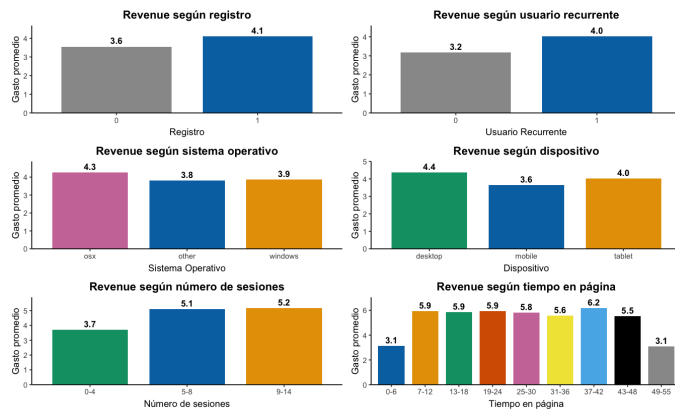 Revenue según registro
Gasto promedio
4
3
2
1
0
3.6
4.1
0
1
Registro
Revenue según usuario recurrente
Gasto promedio
4
3
2
1
0
3.2
4.0
0
1
Usuario Recurrente
Revenue según sistema operativo
Gasto promedio
4
3
2
1
0
4.3
3.8
3.9
osx
other
windows
Sistema Operativo
Revenue según dispositivo
Gasto promedio
5
4
3
2
1
0
4.4
3.6
4.0
desktop
mobile
tablet
Dispositivo
Revenue según número de sesiones
Gasto promedio
5
4
3
2
1
0
3.7
5.1
5.2
0-4
5-8
9-14
Número de sesiones
Revenue según tiempo en página
Gasto promedio
6
4
2
0
3.1
5.9
5.9
5.9
5.8
5.6
6.2
5.5
3.1
0-6
7-12
13-18
19-24
25-30
31-36
37-42
43-48
49-55
Tiempo en página